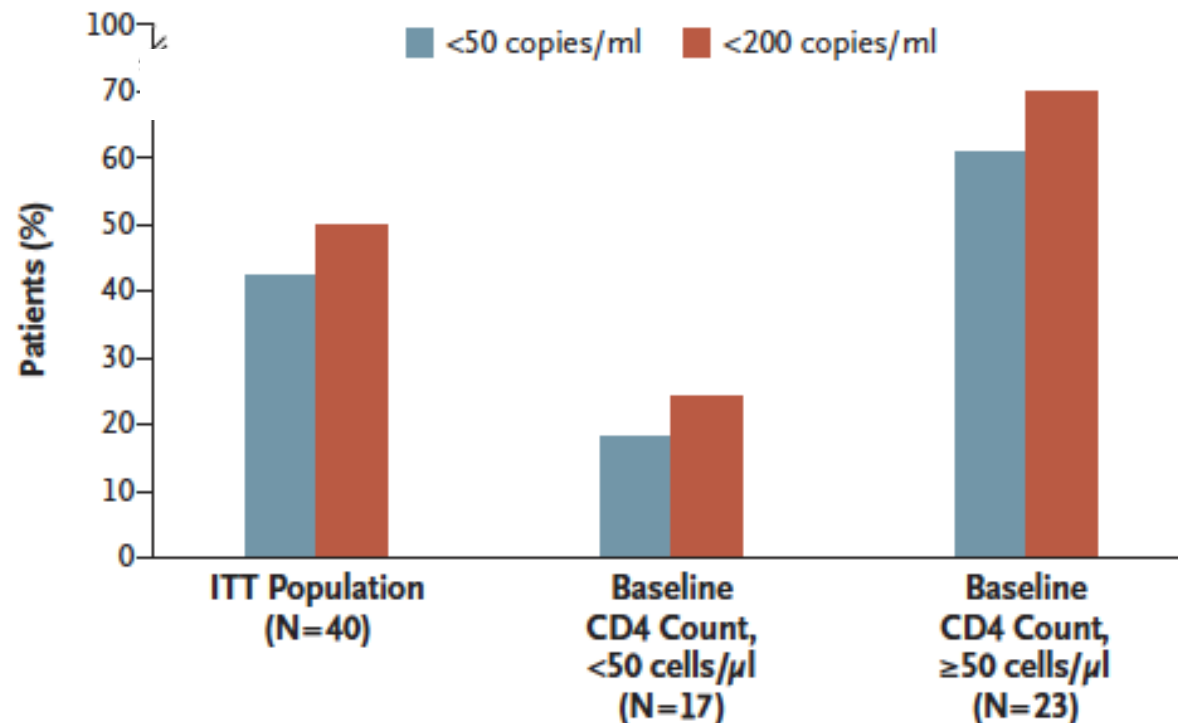 <50 copies/ml <200 copies/ml
Patients (%)
100
70
60
50
40
30
20
10
0
ITT Population
(N=40)
Baseline
CD4 Count,
<50 cells/µl
(N=17)
Baseline
CD4 Count,
≥50 cells/µl
(N=23)